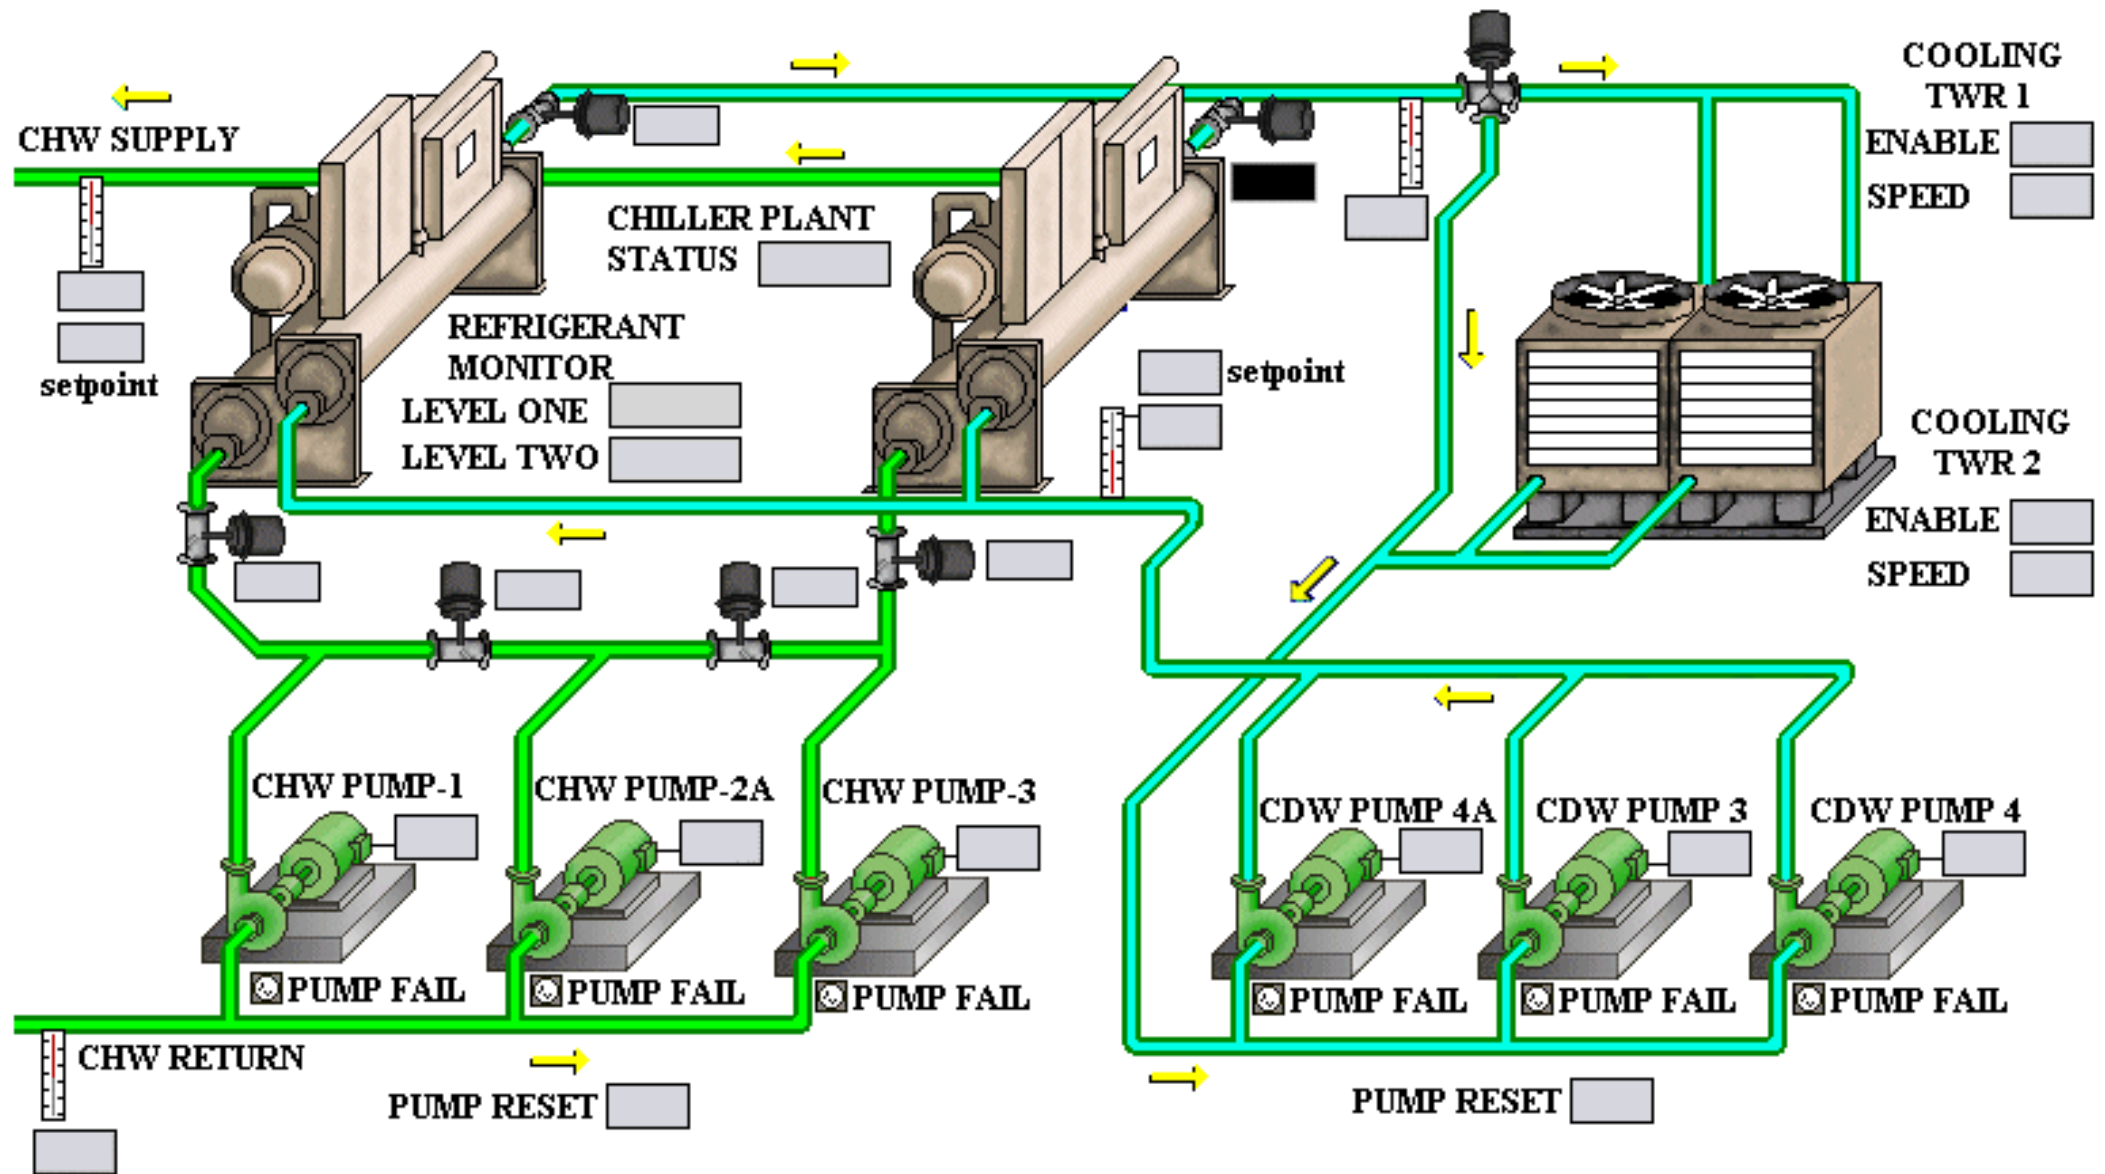 COOLING
TWR 1
ENABLE
SPEED
CHW SUPPLY
setpoint
CHILLER PLANT
STATUS
REFRIGERANT
MONITOR
LEVEL ONE
LEVEL TWO
setpoint
COOLING
TWR 2
ENABLE
SPEED
CHW PUMP-1
CHW PUMP-2A
CHW PUMP-3
CDW PUMP 4A
CDW PUMP 3
CDW PUMP 4
PUMP FAIL
PUMP FAIL
PUMP FAIL
PUMP FAIL
PUMP FAIL
PUMP FAIL
CHW RETURN
PUMP RESET
PUMP RESET